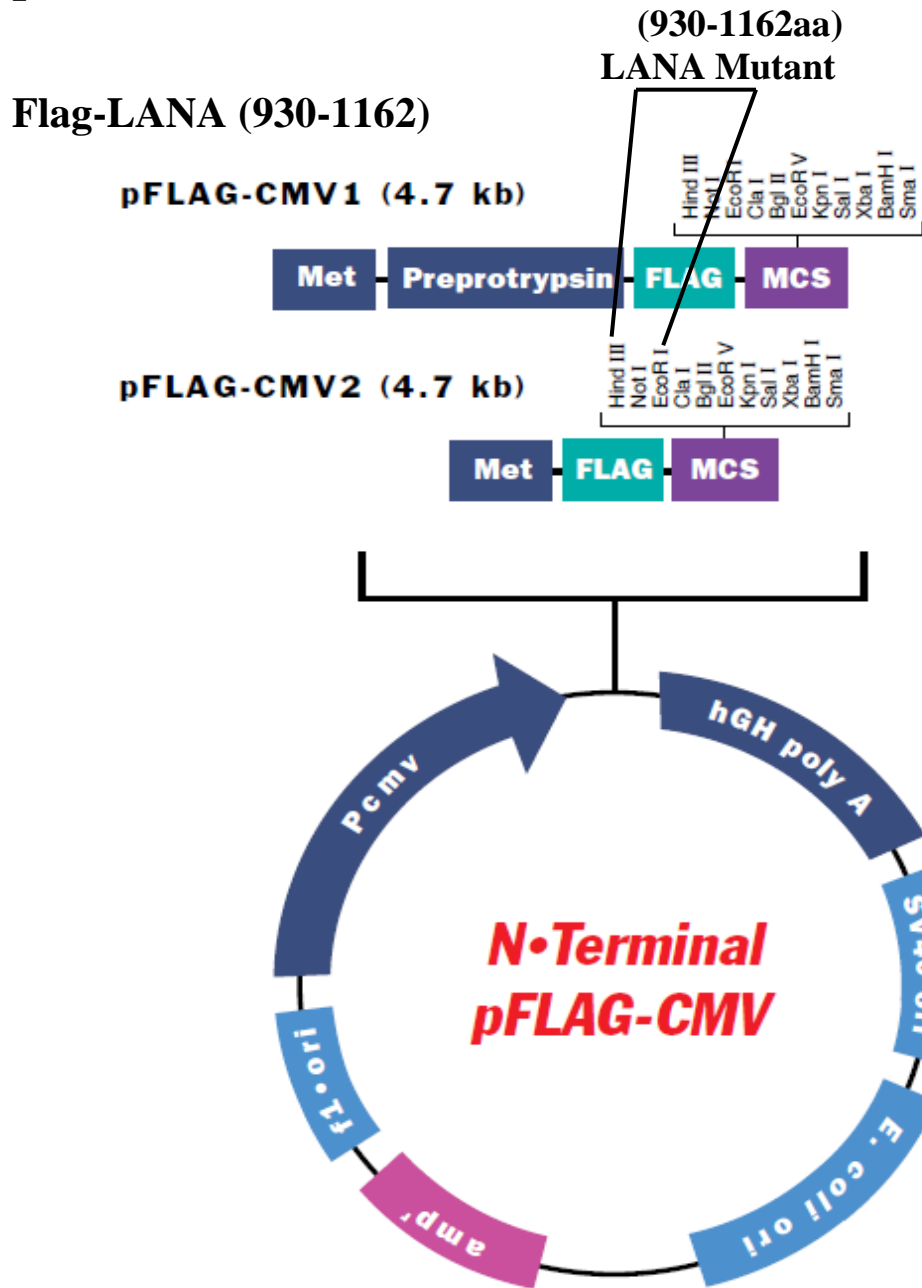 (930-1162aa)
LANA Mutant
Flag-LANA (930-1162)
pFLAG-CMV1 (4.7 kb)
Hind III
Not I
EcoR I
Cla I
Bgl II
EcoR V
Kpn I
Sal I
Xba I
BamH I
Sma I
Met
Preprotrypsin
FLAG
MCS
pFLAG-CMV2 (4.7 kb)
Hind III
Not I
EcoR I
Cla I
Bgl II
EcoR V
Kpn I
Sal I
Xba I
BamH I
Sma I
Met
FLAG
MCS
Pcmv
hGH poly A
N•Terminal
pFLAG-CMV
f1•ori
ampʳ
E. coli ori